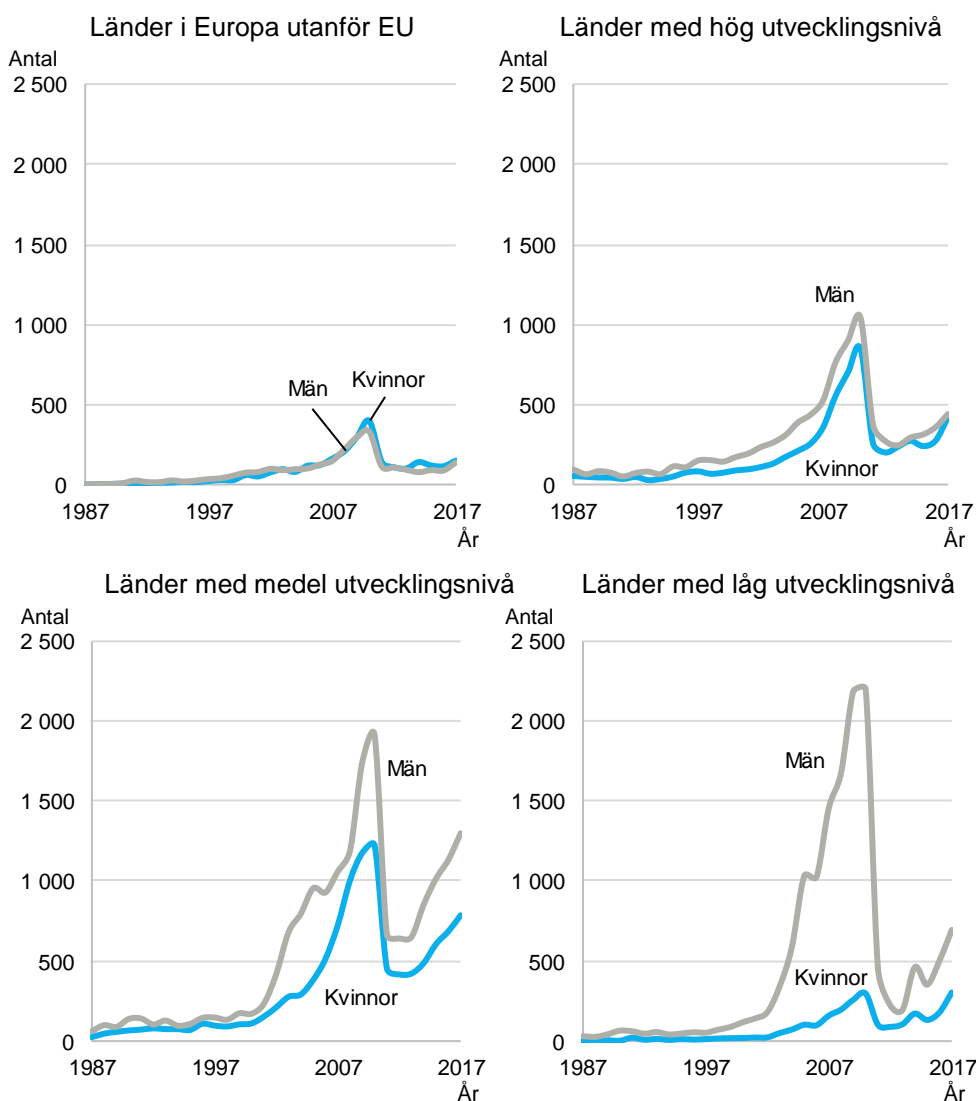 Länder i Europa utanför EU
Antal
2 500
2 000
1 500
1 000
500
0
Män
Kvinnor
1987
1997
2007
2017
År
Länder med hög utvecklingsnivå
Antal
2 500
2 000
1 500
1 000
500
0
Män
Kvinnor
1987
1997
2007
2017
År
Länder med medel utvecklingsnivå
Antal
2 500
2 000
1 500
1 000
500
0
Män
Kvinnor
1987
1997
2007
2017
År
Länder med låg utvecklingsnivå
Antal
2 500
2 000
1 500
1 000
500
0
Män
Kvinnor
1987
1997
2007
2017
År